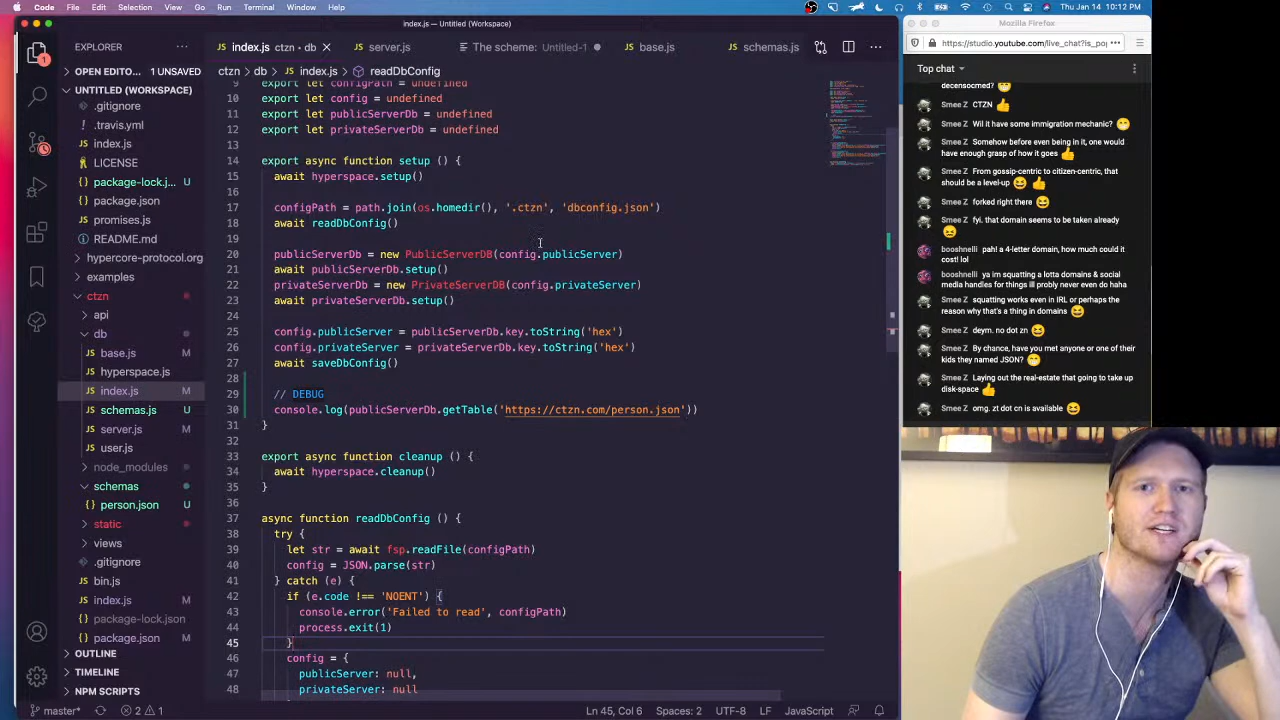 Code File Edit Selection View Go Run Terminal Window Help
Thu Jan 14 10:12 PM
index.js — Untitled (Workspace)
EXPLORER
OPEN EDITO... 1 UNSAVED
UNTITLED (WORKSPACE)
.gitignore
.travis.yml
index.
LICENSE
package-lock.j... M
package.json M
promises.js
README.md
hypercore-protocol.org
examples
ctzn
api
db
base.js
hyperspace.js
index.js M
schemas.js U
server.js U
user.js U
node_modules
schemas
person.json U
static
views
.gitignore
bin.js
index.js M
package-lock.json
package.json M
OUTLINE
TIMELINE
NPM SCRIPTS
index.js db
server.js
The scheme: Untitled-1
base.js
schemas.js
ctzn > db > index.js > readDbConfig
9 export let configPath = undefined
10 export let config = undefined
11 export let publicServerDb = undefined
12 export let privateServerDb = undefined
13
14 export async function setup () {
15 await hyperspace.setup()
16
17 configPath = path.join(os.homedir(), '.ctzn', 'dbconfig.json')
18 await readDbConfig()
19
20 publicServerDb = new PublicServerDB(config.publicServer)
21 await publicServerDb.setup()
22 privateServerDb = new PrivateServerDB(config.privateServer)
23 await privateServerDb.setup()
24
25 config.publicServer = publicServerDb.key.toString('hex')
26 config.privateServer = privateServerDb.key.toString('hex')
27 await saveDbConfig()
28
29 // DEBUG
30 console.log(publicServerDb.getTable('https://ctzn.com/person.json'))
31 }
32
33 export async function cleanup () {
34 await hyperspace.cleanup()
35 }
36
37 async function readDbConfig () {
38 try {
39 let str = await fsp.readFile(configPath)
40 config = JSON.parse(str)
41 } catch (e) {
42 if (e.code !== 'NOENT') {
43 console.error('Failed to read', configPath)
44 process.exit(1)
45 }
46 config = {
47 publicServer: null,
48 privateServer: null
master* 2 1
Ln 45, Col 6 Spaces: 2 UTF-8 LF JavaScript
Mozilla Firefox
https://studio.youtube.com/live_chat?is_pop
Top chat
decensocmed?
Smee Z CTZN
Smee Z Wil it have some immigration mechanic?
Smee Z Somehow before even being in it, one would
have enough grasp of how it goes
Smee Z From gossip-centric to citizen-centric, that
should be a level-up
Smee Z forked right there
Smee Z fyi. that domain seems to be taken already
booshnelli pah! a 4-letter domain, how much could it
cost! lol
booshnelli ya im squatting a lotta domains & social
media handles for things ill probly never even do haha
Smee Z squatting works even in IRL or perhaps the
reason why that's a thing in domains
Smee Z deym. no dot zn
Smee Z By chance, have you met anyone or one of their
kids they named JSON?
Smee Z Laying out the real-estate that going to take up
disk-space
Smee Z omg. zt dot cn is available